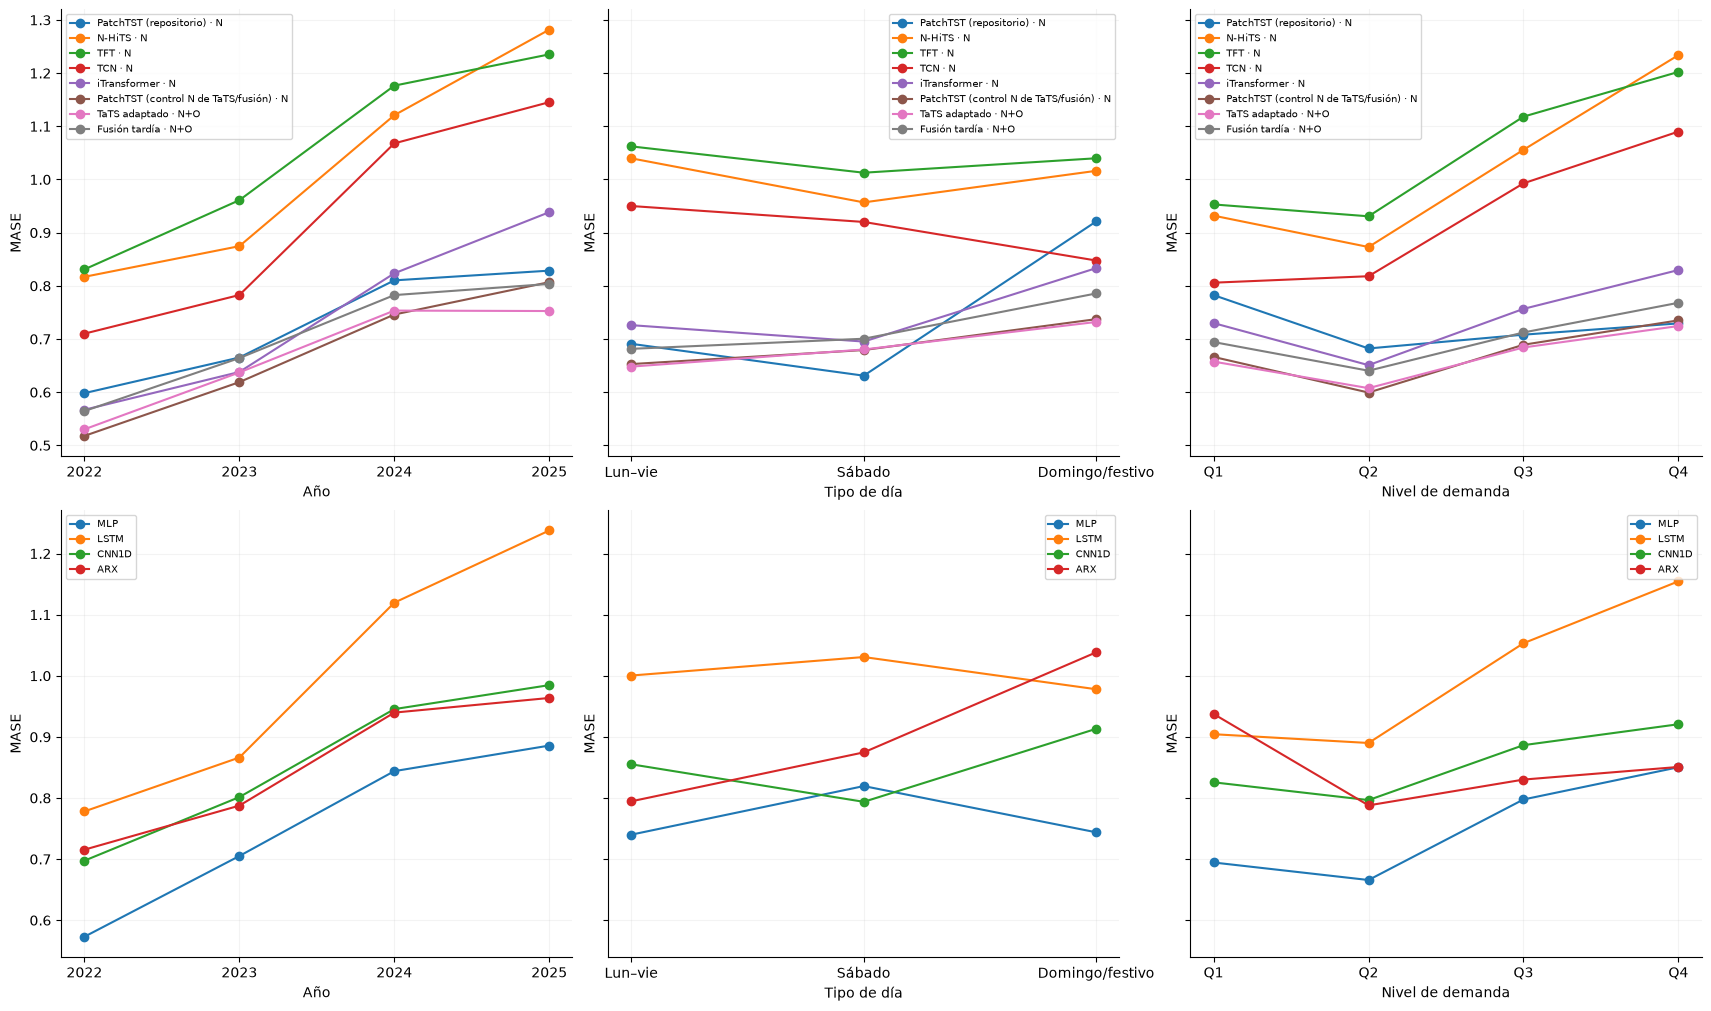 1.3
1.2
1.1
1.0
0.9
0.8
0.7
0.6
0.5
MASE
PatchTST (repositorio) · N
N-HiTS · N
TFT · N
TCN · N
iTransformer · N
PatchTST (control N de TaTS/fusión) · N
TaTS adaptado · N+O
Fusión tardía · N+O
2022 2023 2024 2025
Año
MASE
PatchTST (repositorio) · N
N-HiTS · N
TFT · N
TCN · N
iTransformer · N
PatchTST (control N de TaTS/fusión) · N
TaTS adaptado · N+O
Fusión tardía · N+O
Lun–vie Sábado Domingo/festivo
Tipo de día
MASE
PatchTST (repositorio) · N
N-HiTS · N
TFT · N
TCN · N
iTransformer · N
PatchTST (control N de TaTS/fusión) · N
TaTS adaptado · N+O
Fusión tardía · N+O
Q1 Q2 Q3 Q4
Nivel de demanda
1.2
1.1
1.0
0.9
0.8
0.7
0.6
MASE
MLP
LSTM
CNN1D
ARX
2022 2023 2024 2025
Año
MASE
MLP
LSTM
CNN1D
ARX
Lun–vie Sábado Domingo/festivo
Tipo de día
MASE
MLP
LSTM
CNN1D
ARX
Q1 Q2 Q3 Q4
Nivel de demanda